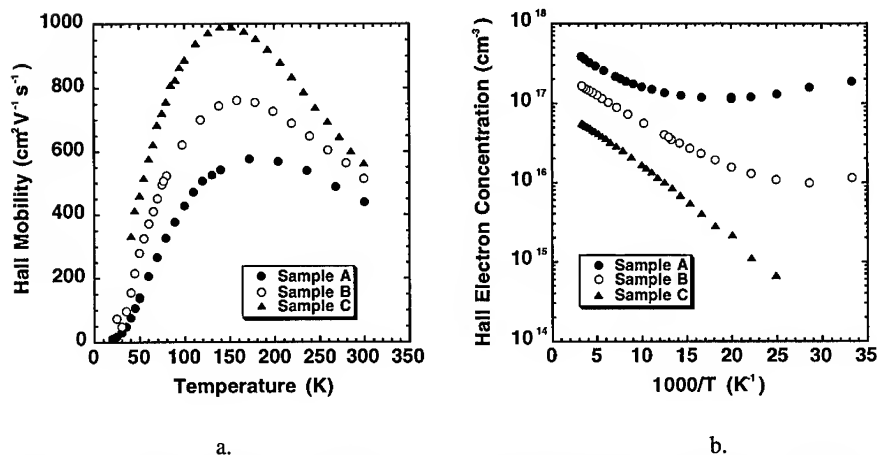 1000
800
600
400
200
0
Hall Mobility (cm² V⁻¹ s⁻¹)
Sample A
Sample B
Sample C
0 50 100 150 200 250 300 350
Temperature (K)
a.
10¹⁸
10¹⁷
10¹⁶
10¹⁵
10¹⁴
Hall Electron Concentration (cm⁻³)
Sample A
Sample B
Sample C
0 5 10 15 20 25 30 35
1000/T (K⁻¹)
b.